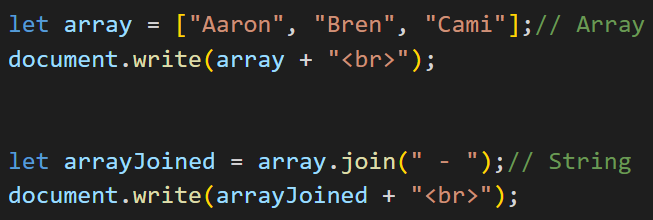 let array = ["Aaron", "Bren", "Cami"];// Array
document.write(array + "<br>");
let arrayJoined = array.join(" - ");// String
document.write(arrayJoined + "<br>");